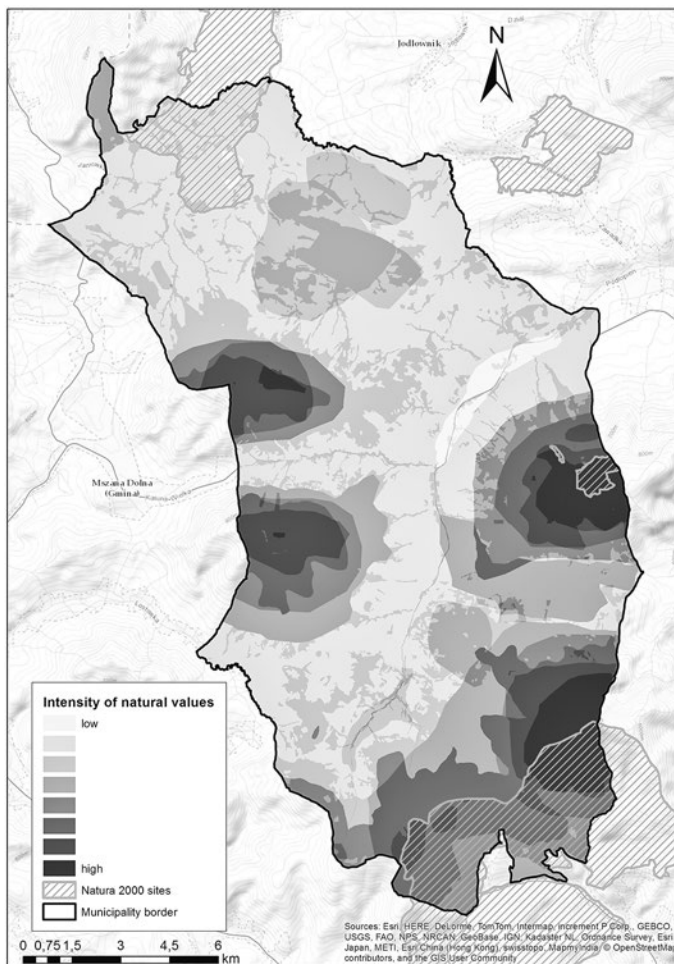 Jodlownik
N
Mszana Dolna
(Gmina)
Intensity of natural values
low
high
Natura 2000 sites
Municipality border
0 0,75 1,5 3 4,5 6
km
Sources: Esri, HERE, DeLorme, TomTom, Intermap, increment P Corp., GEBCO,
USGS, FAO, NPS, NRCAN, GeoBase, IGN, Kadaster NL, Ordnance Survey, Esri
Japan, METI, Esri China (Hong Kong), swisstopo, MapmyIndia, © OpenStreetMap
contributors, and the GIS User Community